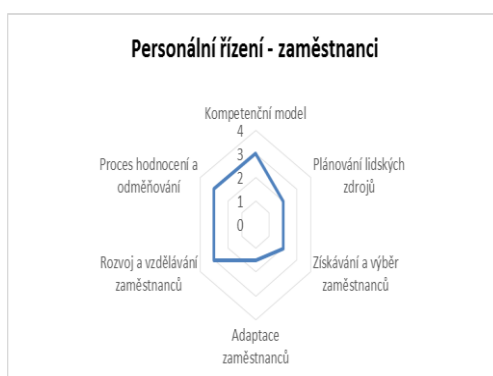 Personální řízení - zaměstnanci
Kompetenční model
4
3
2
1
0
Plánování lidských
zdrojů
Získávání a výběr
zaměstnanců
Adaptace
zaměstnanců
Rozvoj a vzdělávání
zaměstnanců
Proces hodnocení a
odměňování